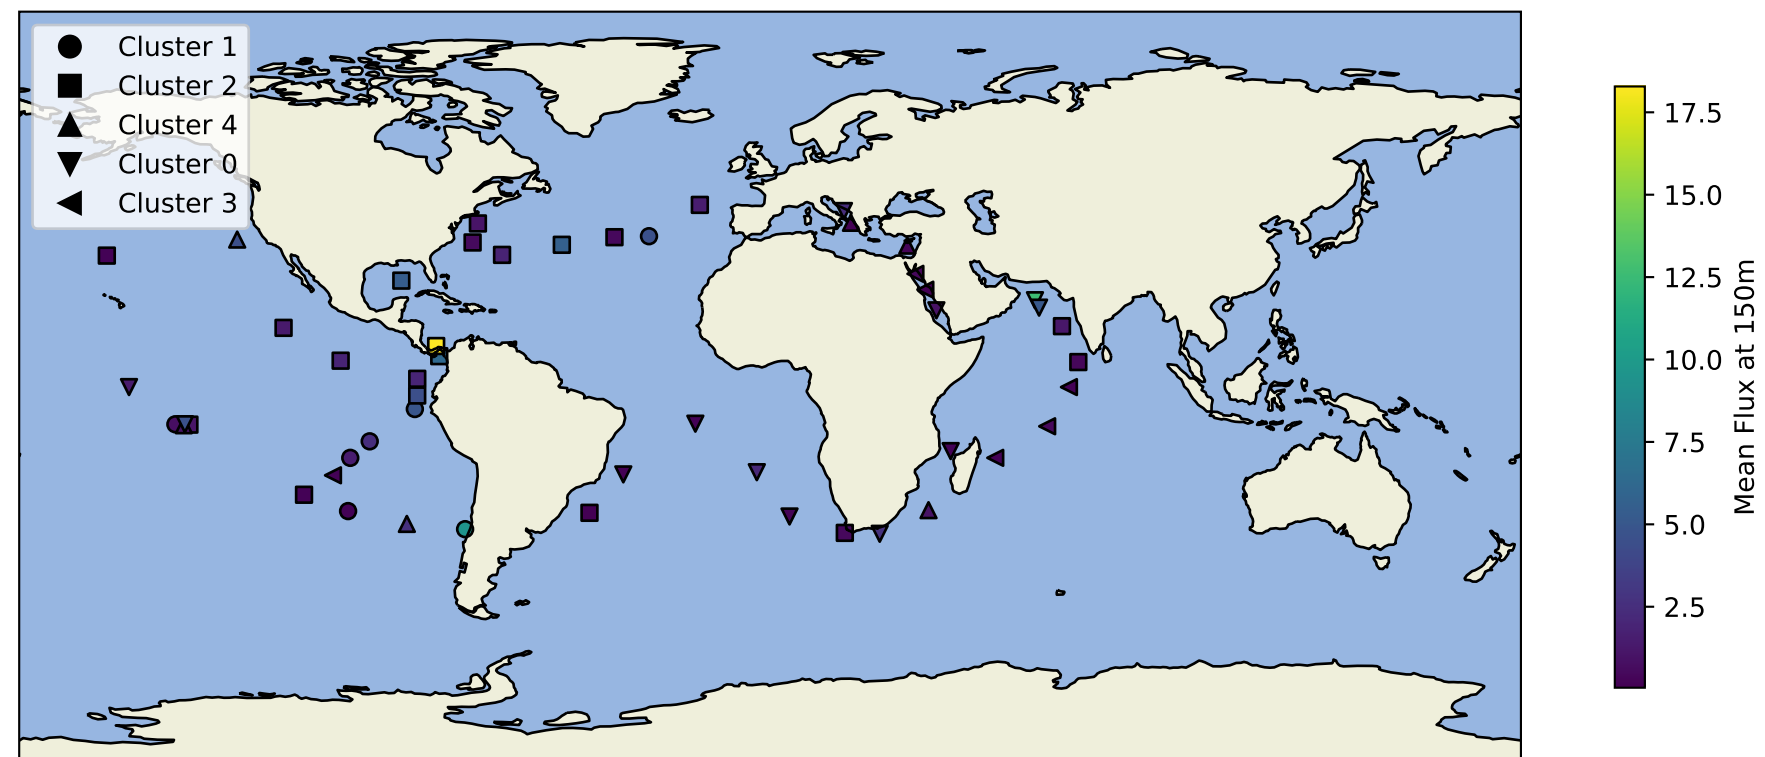 Cluster 1
Cluster 2
Cluster 4
Cluster 0
Cluster 3
17.5
15.0
12.5
10.0
7.5
5.0
2.5
Mean Flux at 150m